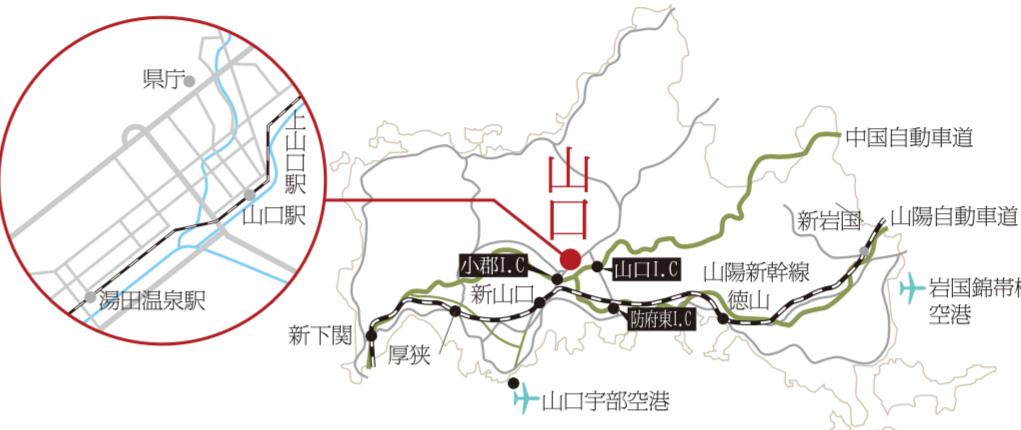 県庁
上山口駅
山口駅
湯田温泉駅
山口
中国自動車道
山陽自動車道
新岩国
小郡I.C
山口I.C
山陽新幹線
新山口
徳山
防府東I.C
岩国錦帯
空港
新下関
厚狭
山口宇部空港